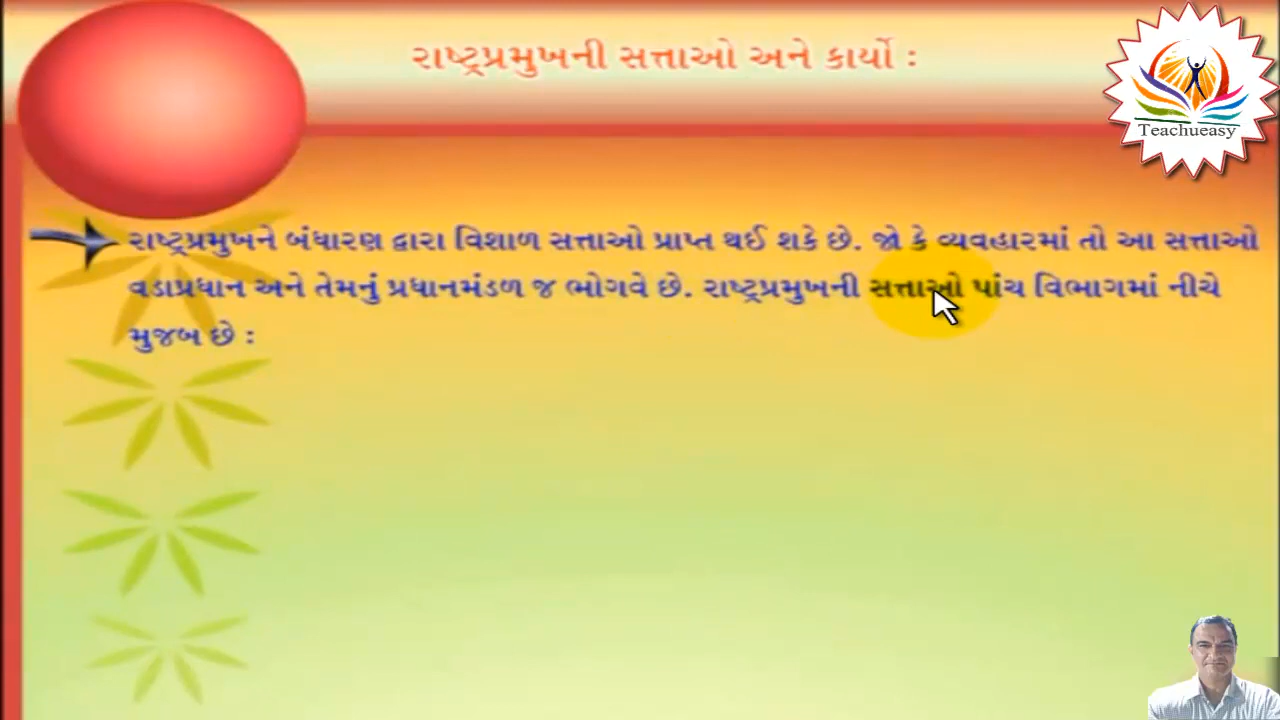 રાષ્ટ્રપ્રમુખની સત્તાઓ અને કાર્યો :
Teachueasy
રાષ્ટ્રપ્રમુખને બંધારણ દ્વારા વિશાળ સત્તાઓ પ્રાપ્ત થઈ શકે છે. જો કે વ્યવહારમાં તો આ સત્તાઓ
વડાપ્રધાન અને તેમનું પ્રધાનમંડળ જ ભોગવે છે. રાષ્ટ્રપ્રમુખની સત્તાઓ પાંચ વિભાગમાં નીચે
મુજબ છે :